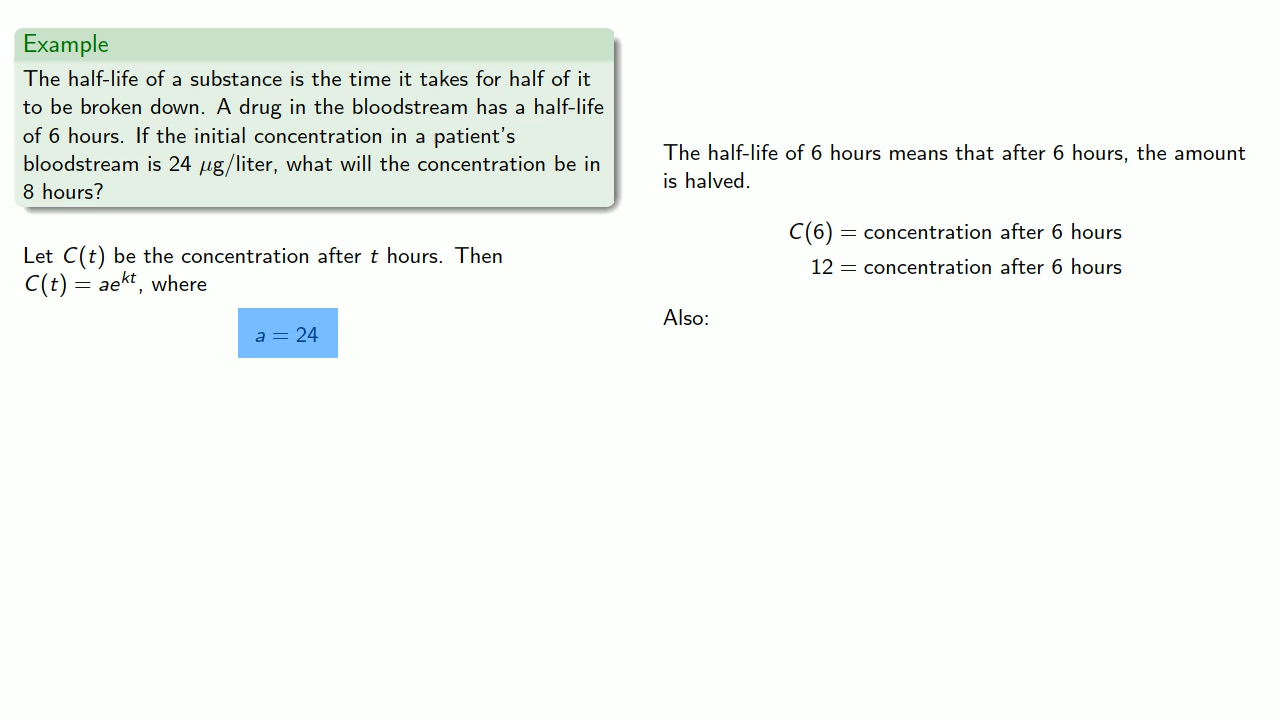 Example
The half-life of a substance is the time it takes for half of it
to be broken down. A drug in the bloodstream has a half-life
of 6 hours. If the initial concentration in a patient's
bloodstream is 24 μg/liter, what will the concentration be in
8 hours?
Let C(t) be the concentration after t hours. Then
C(t) = ae^{kt}, where
a = 24
The half-life of 6 hours means that after 6 hours, the amount
is halved.
C(6) = concentration after 6 hours
12 = concentration after 6 hours
Also: